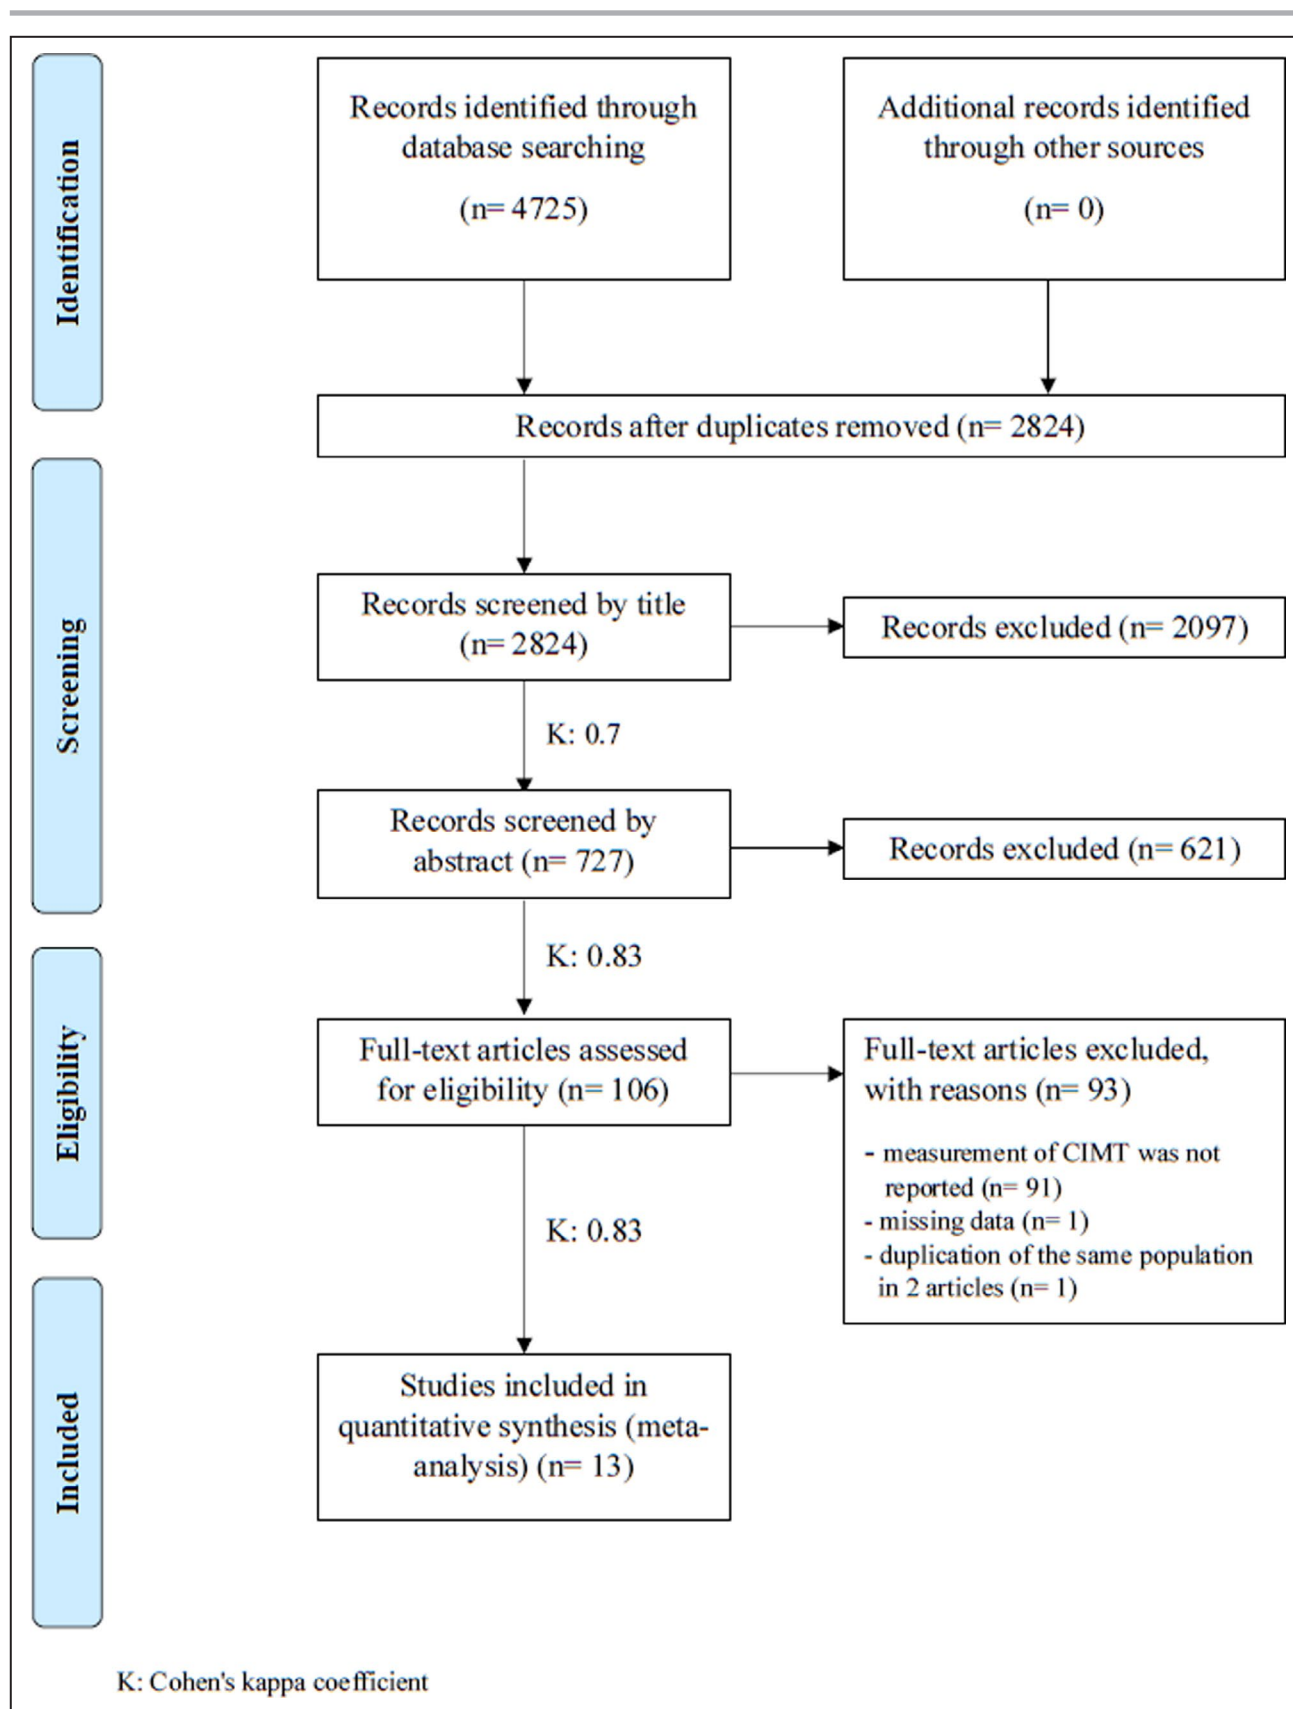 Identification
Records identified through
database searching
(n= 4725)
Additional records identified
through other sources
(n= 0)
Records after duplicates removed (n= 2824)
Screening
Records screened by title
(n= 2824)
Records excluded (n= 2097)
K: 0.7
Records screened by
abstract (n= 727)
Records excluded (n= 621)
K: 0.83
Eligibility
Full-text articles assessed
for eligibility (n= 106)
Full-text articles excluded,
with reasons (n= 93)
- measurement of CIMT was not
reported (n= 91)
- missing data (n= 1)
- duplication of the same population
in 2 articles (n= 1)
K: 0.83
Included
Studies included in
quantitative synthesis (meta-
analysis) (n= 13)
K: Cohen's kappa coefficient